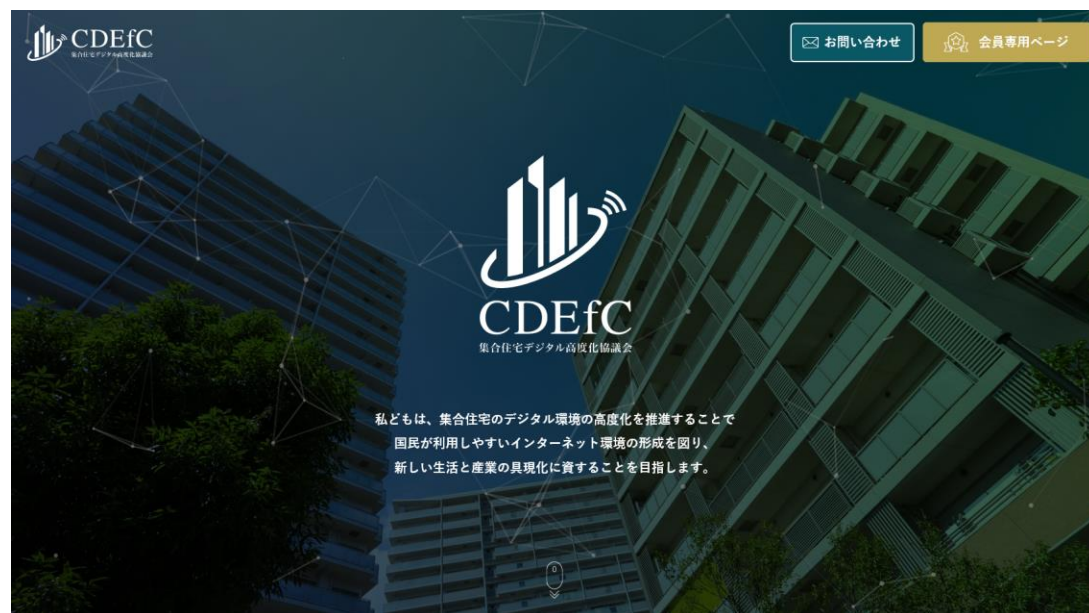 CDEfC
集合住宅デジタル高度化協議会
お問い合わせ
会員専用ページ
CDEfC
集合住宅デジタル高度化協議会
私どもは、集合住宅のデジタル環境の高度化を推進することで
国民が利用しやすいインターネット環境の形成を図り、
新しい生活と産業の具現化に資することを目指します。